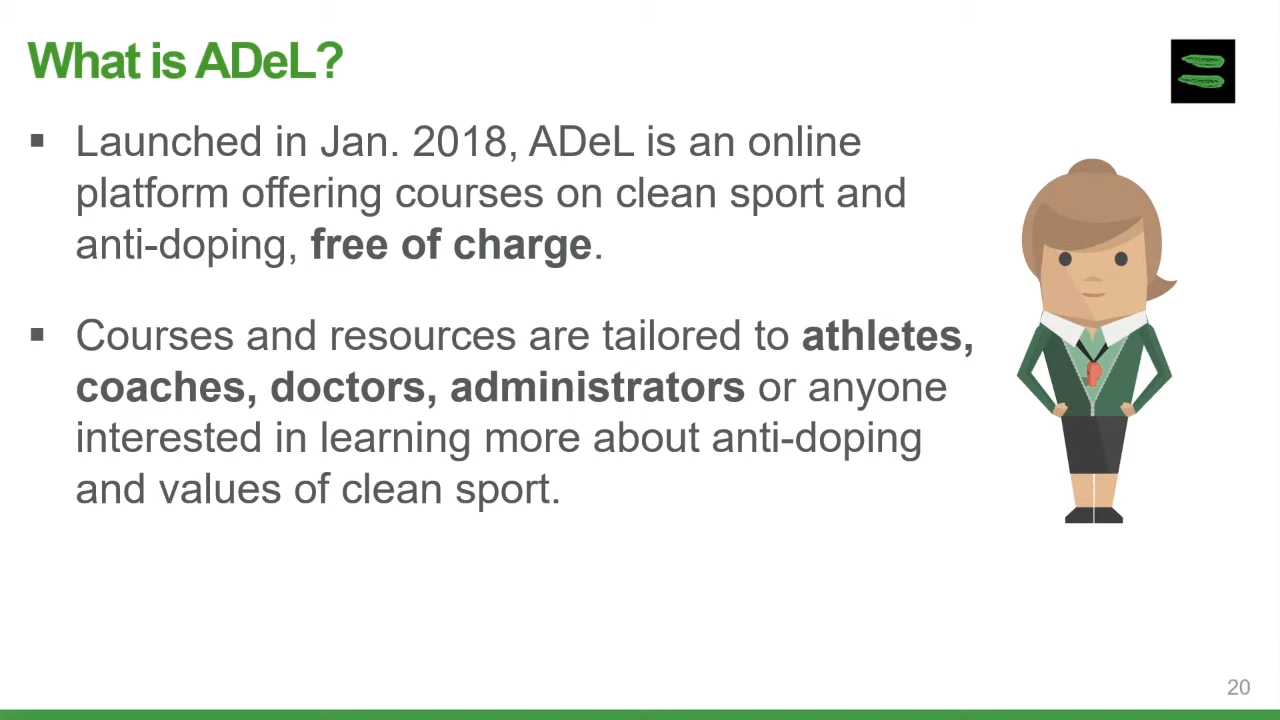 What is ADeL?
▪ Launched in Jan. 2018, ADeL is an online
platform offering courses on clean sport and
anti-doping, free of charge.
▪ Courses and resources are tailored to athletes,
coaches, doctors, administrators or anyone
interested in learning more about anti-doping
and values of clean sport.
20